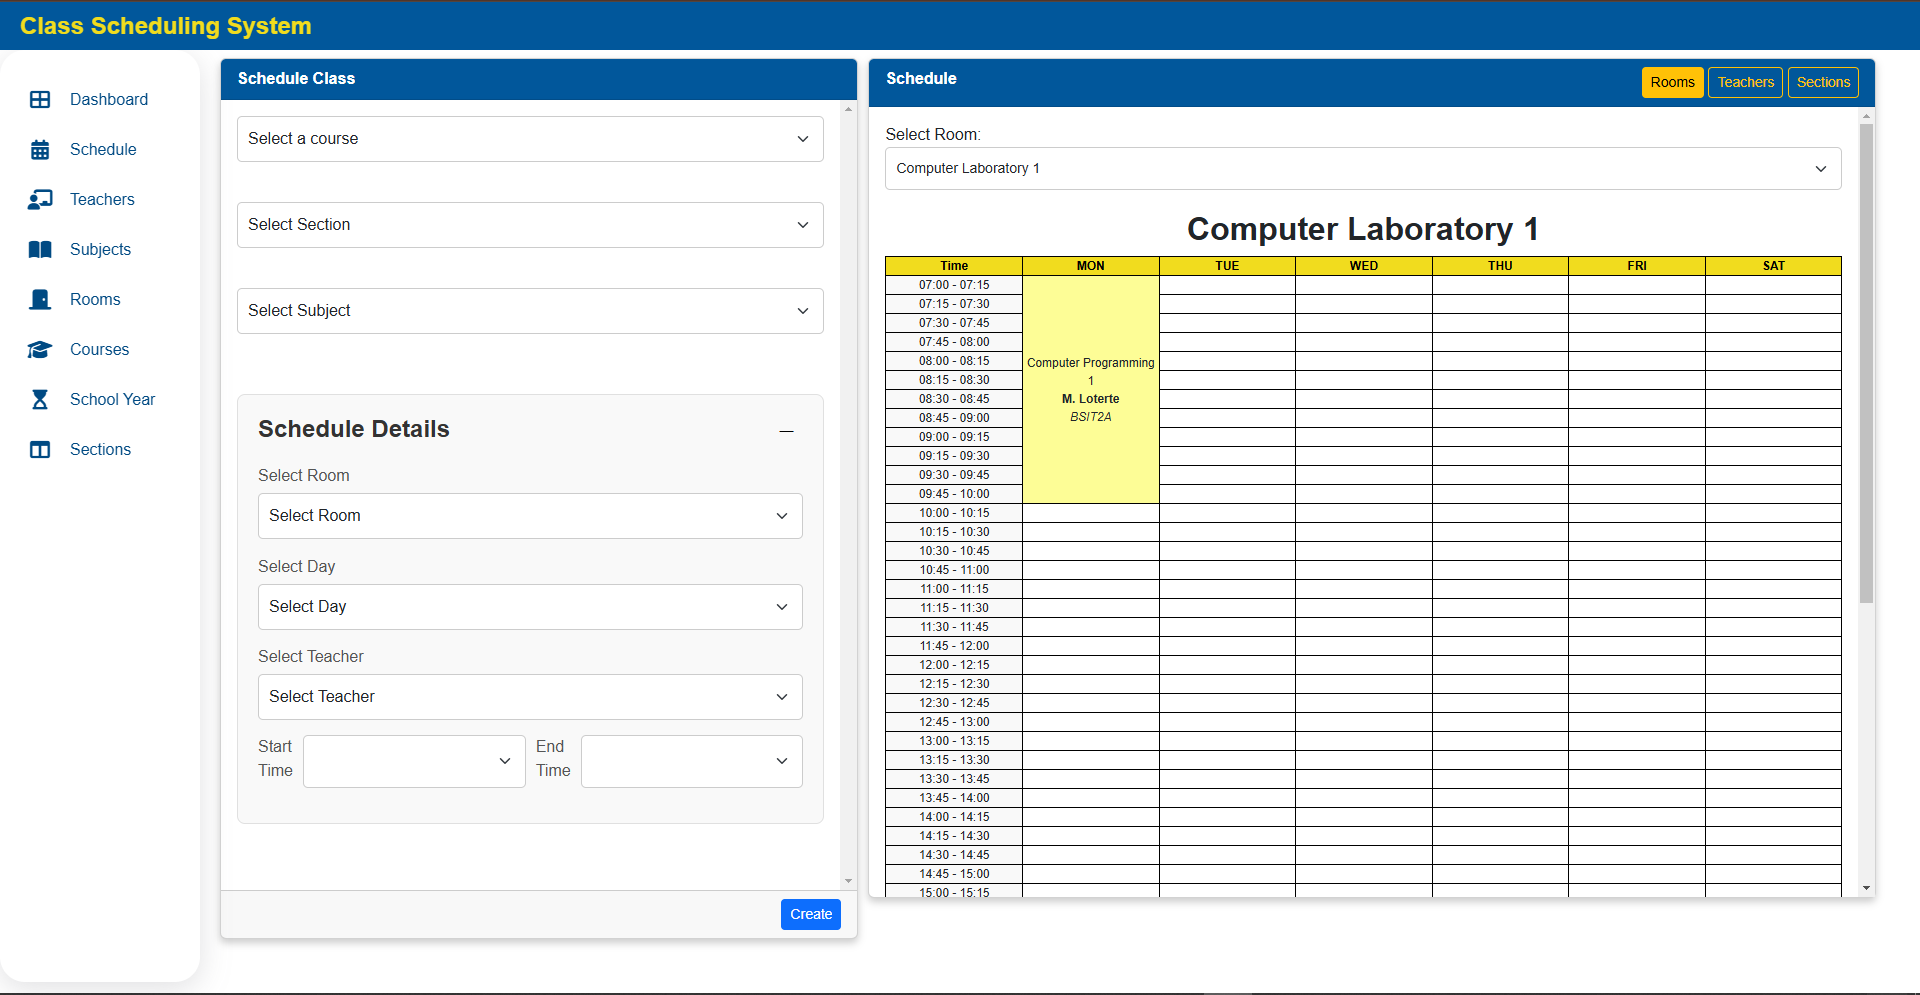 Class Scheduling System
Dashboard
Schedule
Teachers
Subjects
Rooms
Courses
School Year
Sections
Schedule Class
Select a course
Select Section
Select Subject
Schedule Details
Select Room
Select Room
Select Day
Select Day
Select Teacher
Select Teacher
Start Time
End Time
Create
Schedule
Rooms Teachers Sections
Select Room:
Computer Laboratory 1
Computer Laboratory 1
Time MON TUE WED THU FRI SAT
07:00 - 07:15
07:15 - 07:30
07:30 - 07:45
07:45 - 08:00
08:00 - 08:15
08:15 - 08:30
08:30 - 08:45
08:45 - 09:00
09:00 - 09:15
09:15 - 09:30
09:30 - 09:45
09:45 - 10:00
Computer Programming
1
M. Loterte
BSIT2A
10:00 - 10:15
10:15 - 10:30
10:30 - 10:45
10:45 - 11:00
11:00 - 11:15
11:15 - 11:30
11:30 - 11:45
11:45 - 12:00
12:00 - 12:15
12:15 - 12:30
12:30 - 12:45
12:45 - 13:00
13:00 - 13:15
13:15 - 13:30
13:30 - 13:45
13:45 - 14:00
14:00 - 14:15
14:15 - 14:30
14:30 - 14:45
14:45 - 15:00
15:00 - 15:15